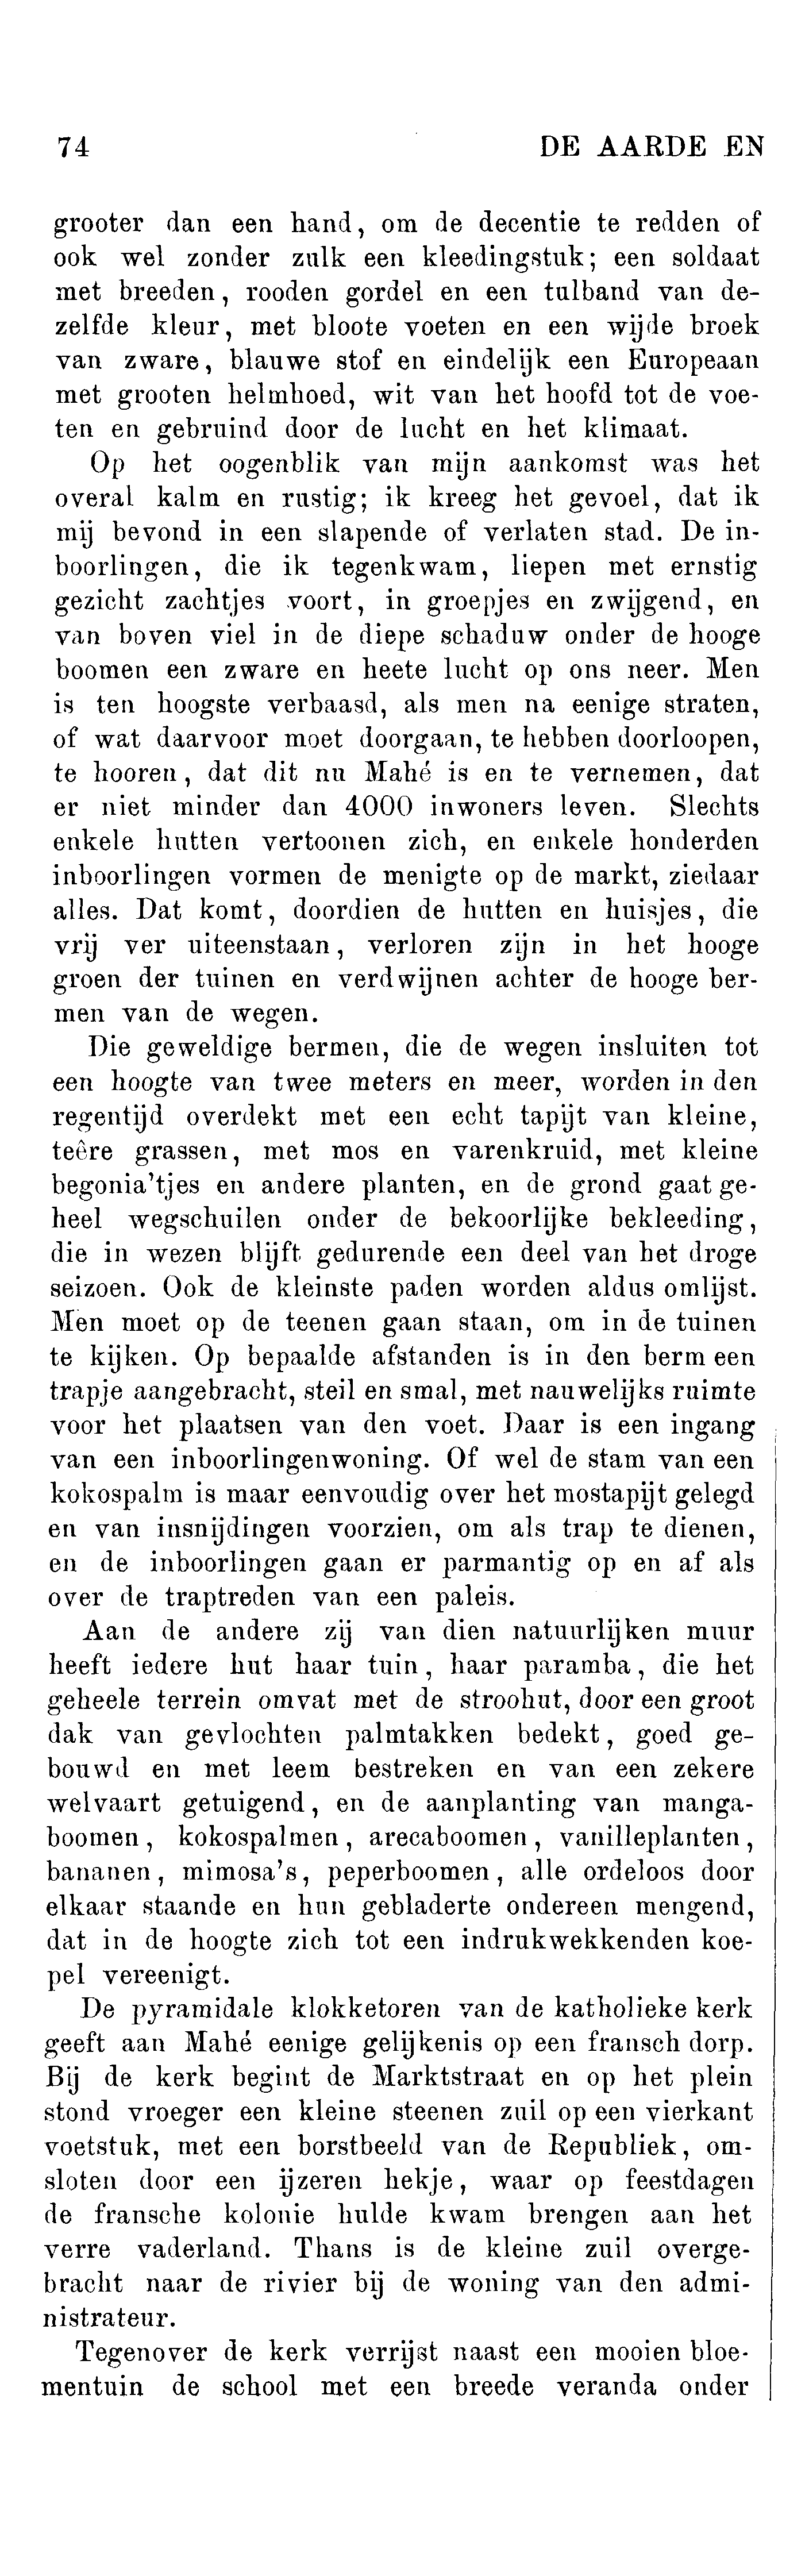 74 DE AARDE EN
grooter dan een hand, om de decentie te redden of
ook wel zonder zulk een kleedingstuk; een soldaat
met breeden, rooden gordel en een tulband van de-
zelfde kleur, met bloote voeten en een wijde broek
van zware, blauwe stof en eindelijk een Europeaan
met grooten helmhoed, wit van het hoofd tot de voe-
ten en gebruind door de lucht en het klimaat.
Op het oogenblik van mijn aankomst was het
overal kalm en rustig; ik kreeg het gevoel, dat ik
mij bevond in een slapende of verlaten stad. De in-
boorlingen, die ik tegenkwam, liepen met ernstig
gezicht zachtjes voort, in groepjes en zwijgend, en
van boven viel in de diepe schaduw onder de hooge
boomen een zware en heete lucht op ons neer. Men
is ten hoogste verbaasd, als men na eenige straten,
of wat daarvoor moet doorgaan, te hebben doorloopen,
te hooren, dat dit nu Mahé is en te vernemen, dat
er niet minder dan 4000 inwoners leven. Slechts
enkele hutten vertoonen zich, en enkele honderden
inboorlingen vormen de menigte op de markt, ziedaar
alles. Dat komt, doordien de hutten en huisjes, die
vrij ver uiteenstaan, verloren zijn in het hooge
groen der tuinen en verdwijnen achter de hooge ber-
men van de wegen.
Die geweldige bermen, die de wegen insluiten tot
een hoogte van twee meters en meer, worden in den
regentijd overdekt met een echt tapijt van kleine,
teêre grassen, met mos en varenkruid, met kleine
begonia'tjes en andere planten, en de grond gaat ge-
heel wegschuilen onder de bekoorlijke bekleeding,
die in wezen blijft gedurende een deel van het droge
seizoen. Ook de kleinste paden worden aldus omlijst.
Men moet op de teenen gaan staan, om in de tuinen
te kijken. Op bepaalde afstanden is in den berm een
trapje aangebracht, steil en smal, met nauwelijks ruimte
voor het plaatsen van den voet. Daar is een ingang
van een inboorlingenwoning. Of wel de stam van een
kokospalm is maar eenvoudig over het mostapijt gelegd
en van insnijdingen voorzien, om als trap te dienen,
en de inboorlingen gaan er parmantig op en af als
over de traptreden van een paleis.
Aan de andere zij van dien natuurlijken muur
heeft iedere hut haar tuin, haar paramba, die het
geheele terrein omvat met de stroohut, door een groot
dak van gevlochten palmtakken bedekt, goed ge-
bouwd en met leem bestreken en van een zekere
welvaart getuigend, en de aanplanting van manga-
boomen, kokospalmen, arecaboomen, vanilleplanten,
bananen, mimosa's, peperboomen, alle ordeloos door
elkaar staande en hun gebladerte ondereen mengend,
dat in de hoogte zich tot een indrukwekkenden koe-
pel vereenigt.
De pyramidale klokketoren van de katholieke kerk
geeft aan Mahé eenige gelijkenis op een fransch dorp.
Bij de kerk begint de Marktstraat en op het plein
stond vroeger een kleine steenen zuil op een vierkant
voetstuk, met een borstbeeld van de Republiek, om-
sloten door een ijzeren hekje, waar op feestdagen
de fransche kolonie hulde kwam brengen aan het
verre vaderland. Thans is de kleine zuil overge-
bracht naar de rivier bij de woning van den admi-
nistrateur.
Tegenover de kerk verrijst naast een mooien bloe-
mentuin de school met een breede veranda onder